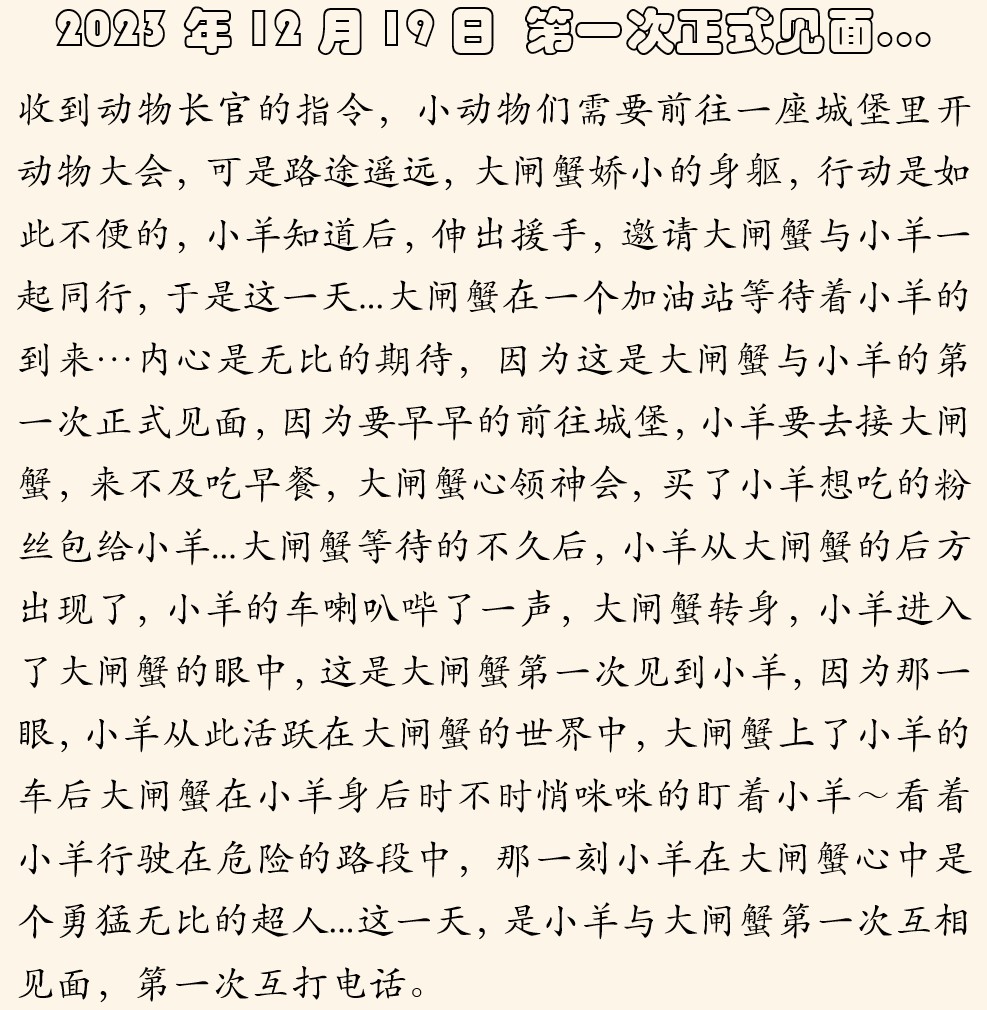 2023 年 12 月 19 日 第一次正式见面...
收到动物长官的指令，小动物们需要前往一座城堡里开
动物大会，可是路途遥远，大闸蟹娇小的身躯，行动是如
此不便的，小羊知道后，伸出援手，邀请大闸蟹与小羊一
起同行，于是这一天...大闸蟹在一个加油站等待着小羊的
到来…内心是无比的期待，因为这是大闸蟹与小羊的第
一次正式见面，因为要早早的前往城堡，小羊要去接大闸
蟹，来不及吃早餐，大闸蟹心领神会，买了小羊想吃的粉
丝包给小羊...大闸蟹等待的不久后，小羊从大闸蟹的后方
出现了，小羊的车喇叭哔了一声，大闸蟹转身，小羊进入
了大闸蟹的眼中，这是大闸蟹第一次见到小羊，因为那一
眼，小羊从此活跃在大闸蟹的世界中，大闸蟹上了小羊的
车后大闸蟹在小羊身后时不时悄咪咪的盯着小羊～看着
小羊行驶在危险的路段中，那一刻小羊在大闸蟹心中是
个勇猛无比的超人...这一天，是小羊与大闸蟹第一次互相
见面，第一次互打电话。